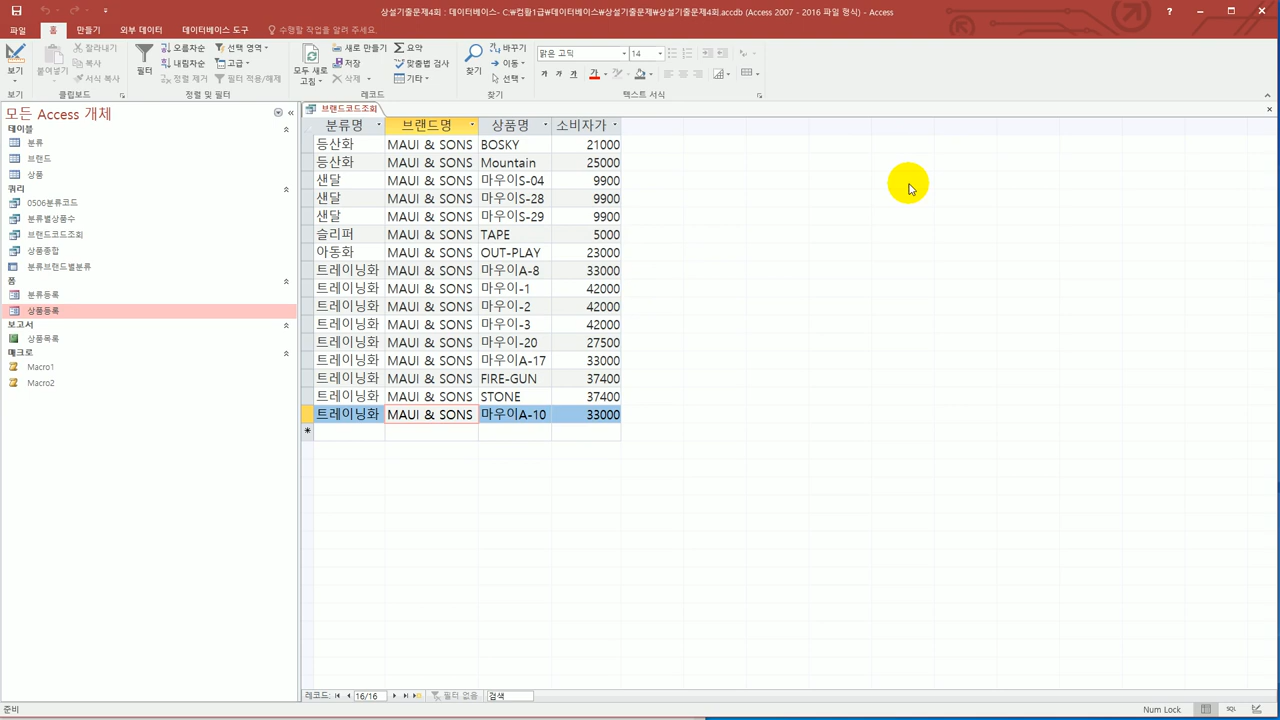 상설기출문제4회 : 데이터베이스- C:₩컴활1급₩데이터베이스₩상설기출문제₩상설기출문제4회.accdb (Access 2007 - 2016 파일 형식) - Access
파일 홈 만들기 외부 데이터 데이터베이스 도구 수행할 작업을 알려 주세요.
보기 붙여넣기 잘라내기 복사 서식 복사
필터 오름차순 내림차순 정렬 제거 선택 영역 고급 필터 적용/해제
모두 새로 고침 새로 만들기 저장 삭제 요약 맞춤법 검사 기타
찾기 바꾸기 이동 선택
맑은 고딕 14
가 가 가 가
보기 클립보드 정렬 및 필터 레코드 찾기 텍스트 서식
모든 Access 개체
테이블
분류
브랜드
상품
쿼리
0506분류코드
분류별상품수
브랜드코드조회
상품종합
분류브랜드별분류
폼
분류등록
상품등록
보고서
상품목록
매크로
Macro1
Macro2
브랜드코드조회
분류명 브랜드명 상품명 소비자가
등산화 MAUI & SONS BOSKY 21000
등산화 MAUI & SONS Mountain 25000
샌달 MAUI & SONS 마우이S-04 9900
샌달 MAUI & SONS 마우이S-28 9900
샌달 MAUI & SONS 마우이S-29 9900
슬리퍼 MAUI & SONS TAPE 5000
아동화 MAUI & SONS OUT-PLAY 23000
트레이닝화 MAUI & SONS 마우이A-8 33000
트레이닝화 MAUI & SONS 마우이-1 42000
트레이닝화 MAUI & SONS 마우이-2 42000
트레이닝화 MAUI & SONS 마우이-3 42000
트레이닝화 MAUI & SONS 마우이-20 27500
트레이닝화 MAUI & SONS 마우이A-17 33000
트레이닝화 MAUI & SONS FIRE-GUN 37400
트레이닝화 MAUI & SONS STONE 37400
트레이닝화 MAUI & SONS 마우이A-10 33000
레코드: 16/16 필터 없음 검색
준비 Num Lock SQL